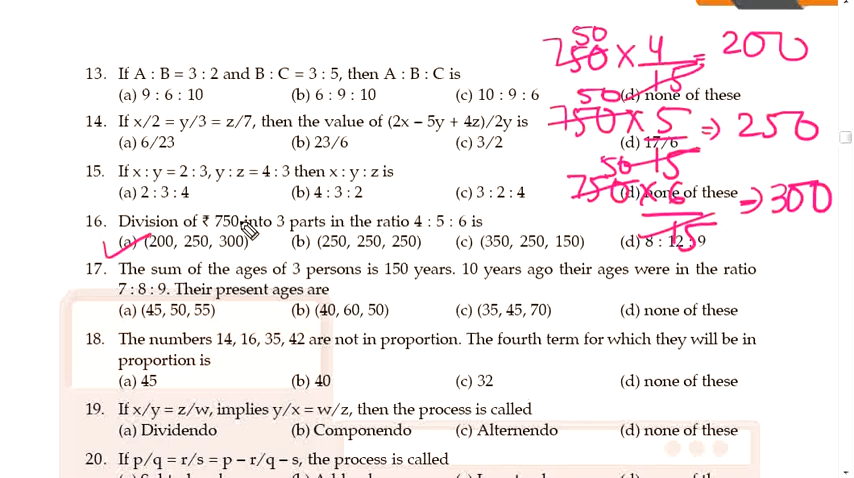 13. If A : B = 3 : 2 and B : C = 3 : 5, then A : B : C is
(a) 9 : 6 : 10 (b) 6 : 9 : 10 (c) 10 : 9 : 6 (d) none of these
14. If x/2 = y/3 = z/7, then the value of (2x – 5y + 4z)/2y is
(a) 6/23 (b) 23/6 (c) 3/2 (d) 17/6
15. If x : y = 2 : 3, y : z = 4 : 3 then x : y : z is
(a) 2 : 3 : 4 (b) 4 : 3 : 2 (c) 3 : 2 : 4 (d) none of these
16. Division of ₹ 750 into 3 parts in the ratio 4 : 5 : 6 is
(a) (200, 250, 300) (b) (250, 250, 250) (c) (350, 250, 150) (d) 8 : 12 : 9
17. The sum of the ages of 3 persons is 150 years. 10 years ago their ages were in the ratio
7 : 8 : 9. Their present ages are
(a) (45, 50, 55) (b) (40, 60, 50) (c) (35, 45, 70) (d) none of these
18. The numbers 14, 16, 35, 42 are not in proportion. The fourth term for which they will be in
proportion is
(a) 45 (b) 40 (c) 32 (d) none of these
19. If x/y = z/w, implies y/x = w/z, then the process is called
(a) Dividendo (b) Componendo (c) Alternendo (d) none of these
20. If p/q = r/s = p – r/q – s, the process is called
50
750 × 4/15 = 200
50
750 × 5/15 ⇒ 250
50
750 × 6/15 ⇒ 300